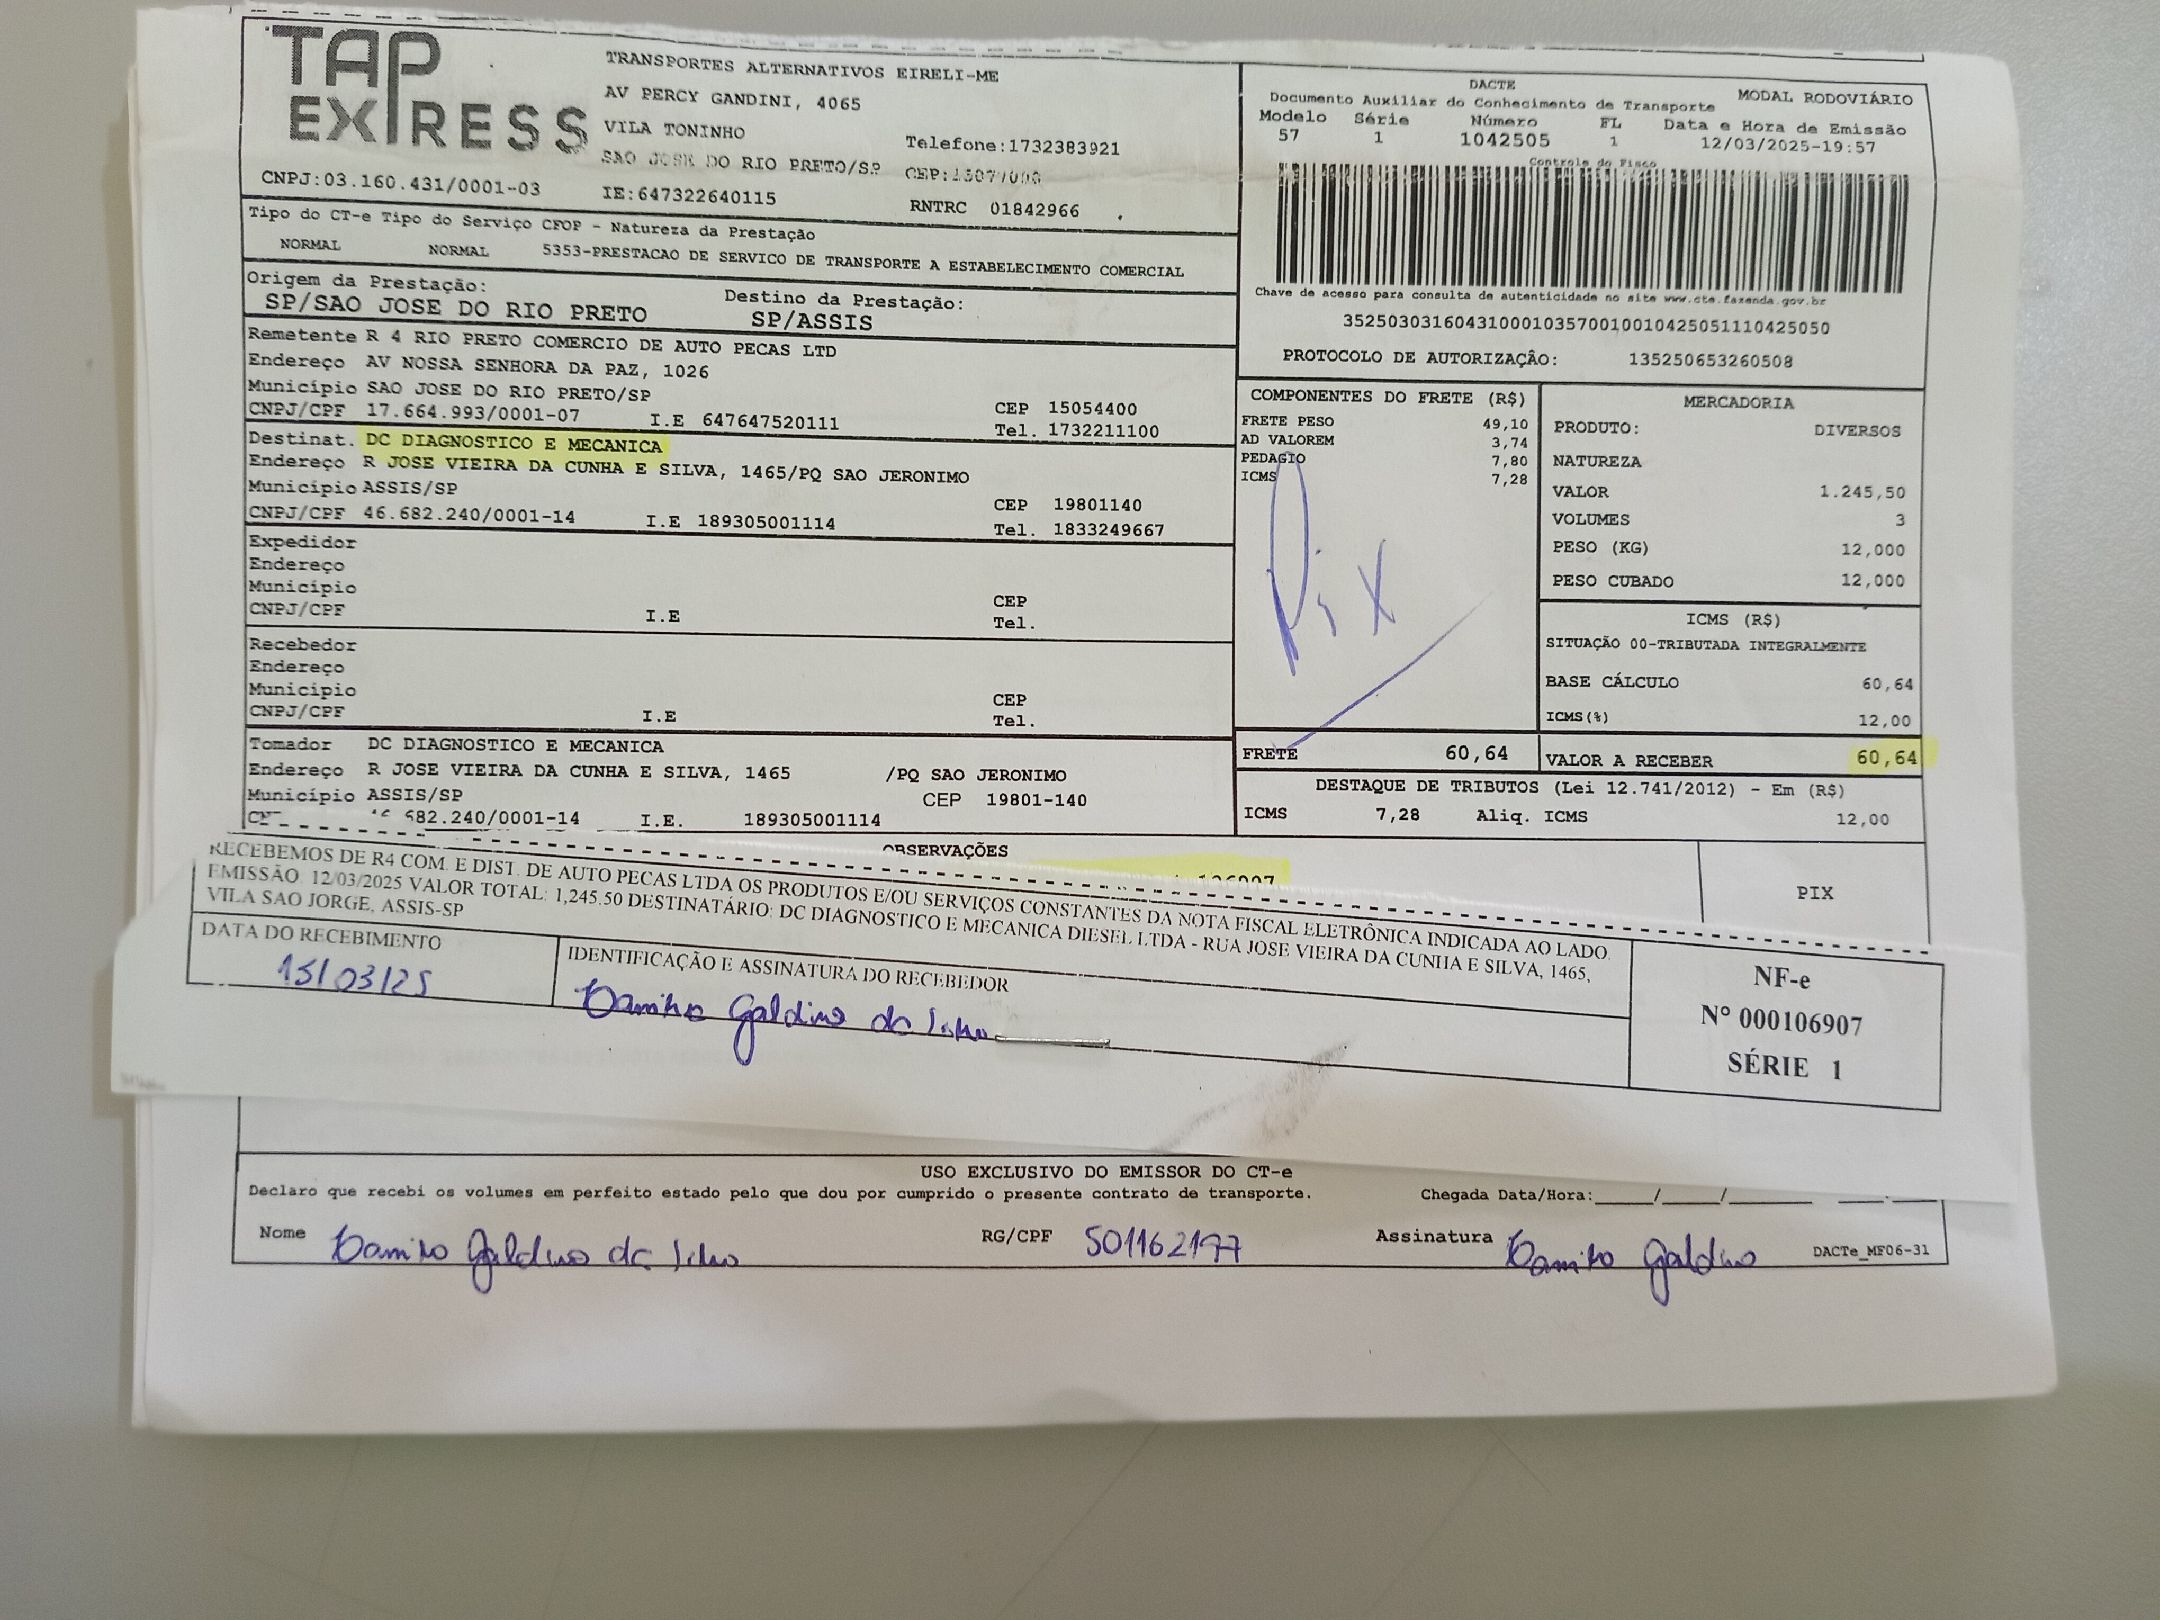 TAP EXPRESS
TRANSPORTES ALTERNATIVOS EIRELI-ME
AV PERCY GANDINI, 4065
VILA TONINHO
Telefone:1732383921
SAO JOSE DO RIO PRETO/SP
CNPJ:03.160.431/0001-03
IE:647322640115
RNTRC 01842966
DACTE
MODAL RODOVIÁRIO
Documento Auxiliar do Conhecimento de Transporte
Modelo Série Número FL Data e Hora de Emissão
57 1 1042505 1 12/03/2025-19:57
Controle do Fisco
Chave de acesso para consulta de autenticidade no site www.cte.fazenda.gov.br
35250303160431000103570010010425051110425050
PROTOCOLO DE AUTORIZAÇÃO: 135250653260508
Tipo do CT-e Tipo do Serviço CFOP - Natureza da Prestação
NORMAL NORMAL 5353-PRESTACAO DE SERVICO DE TRANSPORTE A ESTABELECIMENTO COMERCIAL
Origem da Prestação: Destino da Prestação:
SP/SAO JOSE DO RIO PRETO SP/ASSIS
Remetente R 4 RIO PRETO COMERCIO DE AUTO PECAS LTD
Endereço AV NOSSA SENHORA DA PAZ, 1026
Município SAO JOSE DO RIO PRETO/SP CEP 15054400
CNPJ/CPF 17.664.993/0001-07 I.E 647647520111 Tel. 1732211100
Destinat. DC DIAGNOSTICO E MECANICA
Endereço R JOSE VIEIRA DA CUNHA E SILVA, 1465/PQ SAO JERONIMO
Município ASSIS/SP CEP 19801140
CNPJ/CPF 46.682.240/0001-14 I.E 189305001114 Tel. 1833249667
Expedidor
Endereço
Município CEP
CNPJ/CPF I.E Tel.
Recebedor
Endereço
Município CEP
CNPJ/CPF I.E Tel.
Tomador DC DIAGNOSTICO E MECANICA
Endereço R JOSE VIEIRA DA CUNHA E SILVA, 1465 /PQ SAO JERONIMO
Município ASSIS/SP CEP 19801-140
682.240/0001-14 I.E. 189305001114
COMPONENTES DO FRETE (R$)
FRETE PESO 49,10
AD VALOREM 3,74
PEDAGIO 7,80
ICMS 7,28
Pix
FRETE 60,64
MERCADORIA
PRODUTO: DIVERSOS
NATUREZA
VALOR 1.245,50
VOLUMES 3
PESO (KG) 12,000
PESO CUBADO 12,000
ICMS (R$)
SITUAÇÃO 00-TRIBUTADA INTEGRALMENTE
BASE CÁLCULO 60,64
ICMS(%) 12,00
VALOR A RECEBER 60,64
DESTAQUE DE TRIBUTOS (Lei 12.741/2012) - Em (R$)
ICMS 7,28 Aliq. ICMS 12,00
OBSERVAÇÕES
PIX
RECEBEMOS DE R4 COM. E DIST. DE AUTO PECAS LTDA OS PRODUTOS E/OU SERVIÇOS CONSTANTES DA NOTA FISCAL ELETRÔNICA INDICADA AO LADO.
EMISSÃO: 12/03/2025 VALOR TOTAL: 1,245.50 DESTINATÁRIO: DC DIAGNOSTICO E MECANICA DIESEL LTDA - RUA JOSE VIEIRA DA CUNHA E SILVA, 1465,
VILA SAO JORGE, ASSIS-SP
DATA DO RECEBIMENTO
IDENTIFICAÇÃO E ASSINATURA DO RECEBEDOR
Galdino da
NF-e
N° 000106907
SÉRIE 1
USO EXCLUSIVO DO EMISSOR DO CT-e
Declaro que recebi os volumes em perfeito estado pelo que dou por cumprido o presente contrato de transporte. Chegada Data/Hora:
Nome Galdino da RG/CPF Assinatura Galdino DACTe_MF06-31